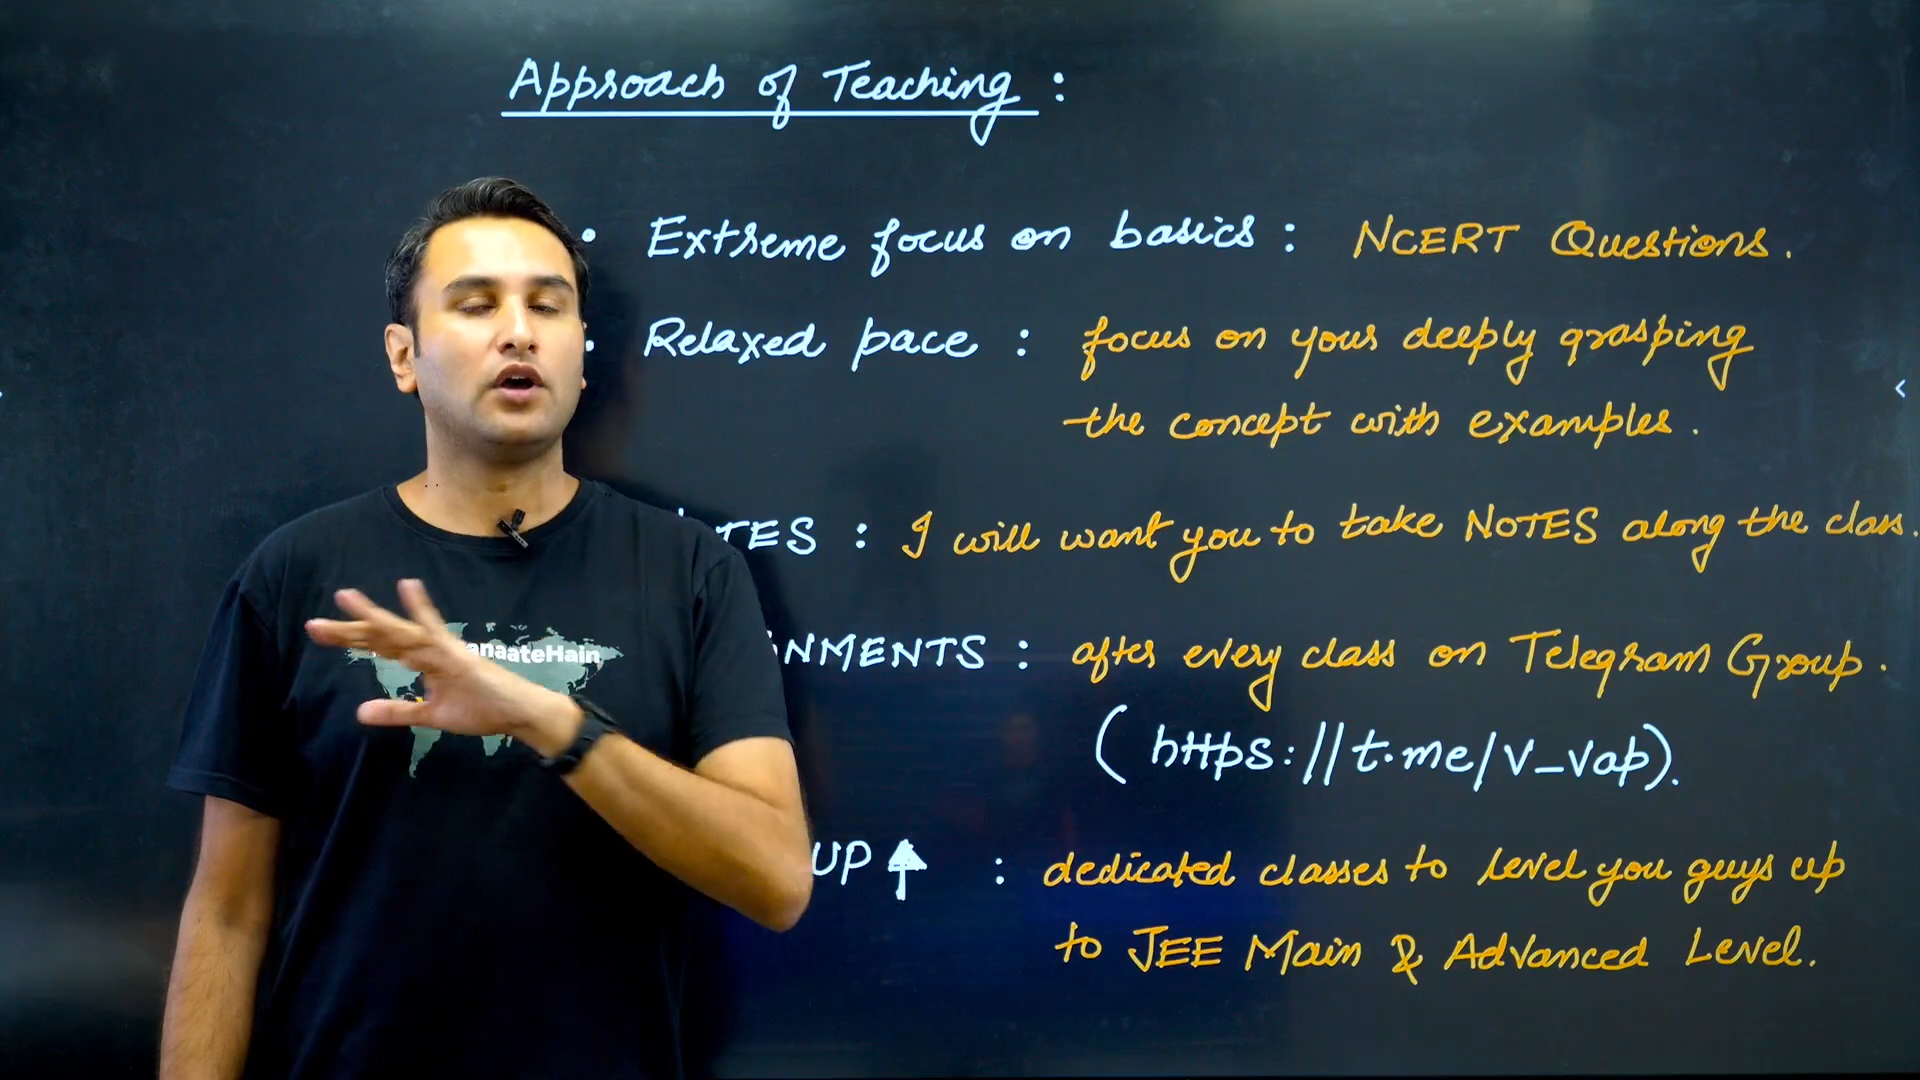 Approach of Teaching :
• Extreme focus on basics : NCERT Questions.
• Relaxed pace : focus on your deeply grasping
the concept with examples.
TES : I will want you to take NOTES along the class.
NMENTS : after every class on Telegram Group.
(https://t.me/v_vap).
UP ↑ : dedicated classes to level you guys up
to JEE Main & Advanced Level.
anaateHain